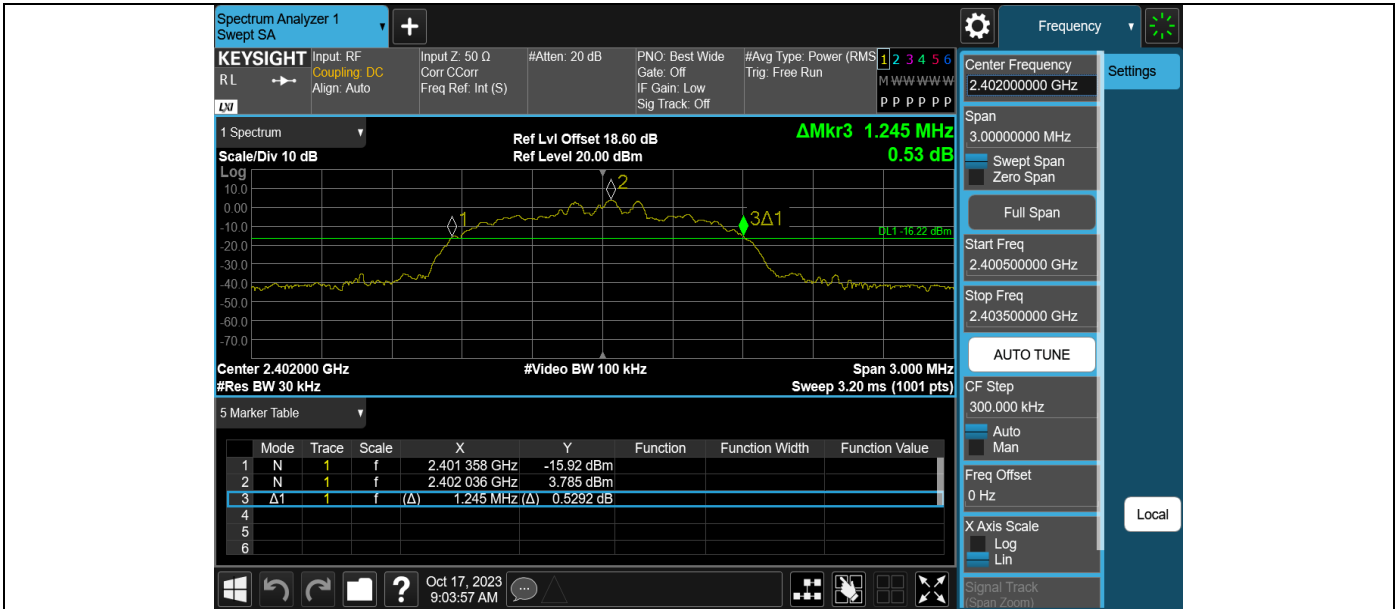 Spectrum Analyzer 1
Swept SA
+
Frequency
KEYSIGHT
RL
LXI
Input: RF
Coupling: DC
Align: Auto
Input Z: 50 Ω
Corr CCorr
Freq Ref: Int (S)
#Atten: 20 dB
PNO: Best Wide
Gate: Off
IF Gain: Low
Sig Track: Off
#Avg Type: Power (RMS
Trig: Free Run
1 2 3 4 5 6
M W W W W W
P P P P P P
1 Spectrum
Scale/Div 10 dB
Log
Ref Lvl Offset 18.60 dB
Ref Level 20.00 dBm
ΔMkr3 1.245 MHz
0.53 dB
10.0
0.00
-10.0
-20.0
-30.0
-40.0
-50.0
-60.0
-70.0
1
2
3Δ1
DL1 -16.22 dBm
Center 2.402000 GHz
#Video BW 100 kHz
Span 3.000 MHz
#Res BW 30 kHz
Sweep 3.20 ms (1001 pts)
5 Marker Table
Mode Trace Scale X Y Function Function Width Function Value
1 N 1 f 2.401 358 GHz -15.92 dBm
2 N 1 f 2.402 036 GHz 3.785 dBm
3 Δ1 1 f (Δ) 1.245 MHz (Δ) 0.5292 dB
4
5
6
?
Oct 17, 2023
9:03:57 AM
Center Frequency
2.402000000 GHz
Span
3.00000000 MHz
Swept Span
Zero Span
Full Span
Start Freq
2.400500000 GHz
Stop Freq
2.403500000 GHz
AUTO TUNE
CF Step
300.000 kHz
Auto
Man
Freq Offset
0 Hz
X Axis Scale
Log
Lin
Signal Track
(Span Zoom)
Settings
Local